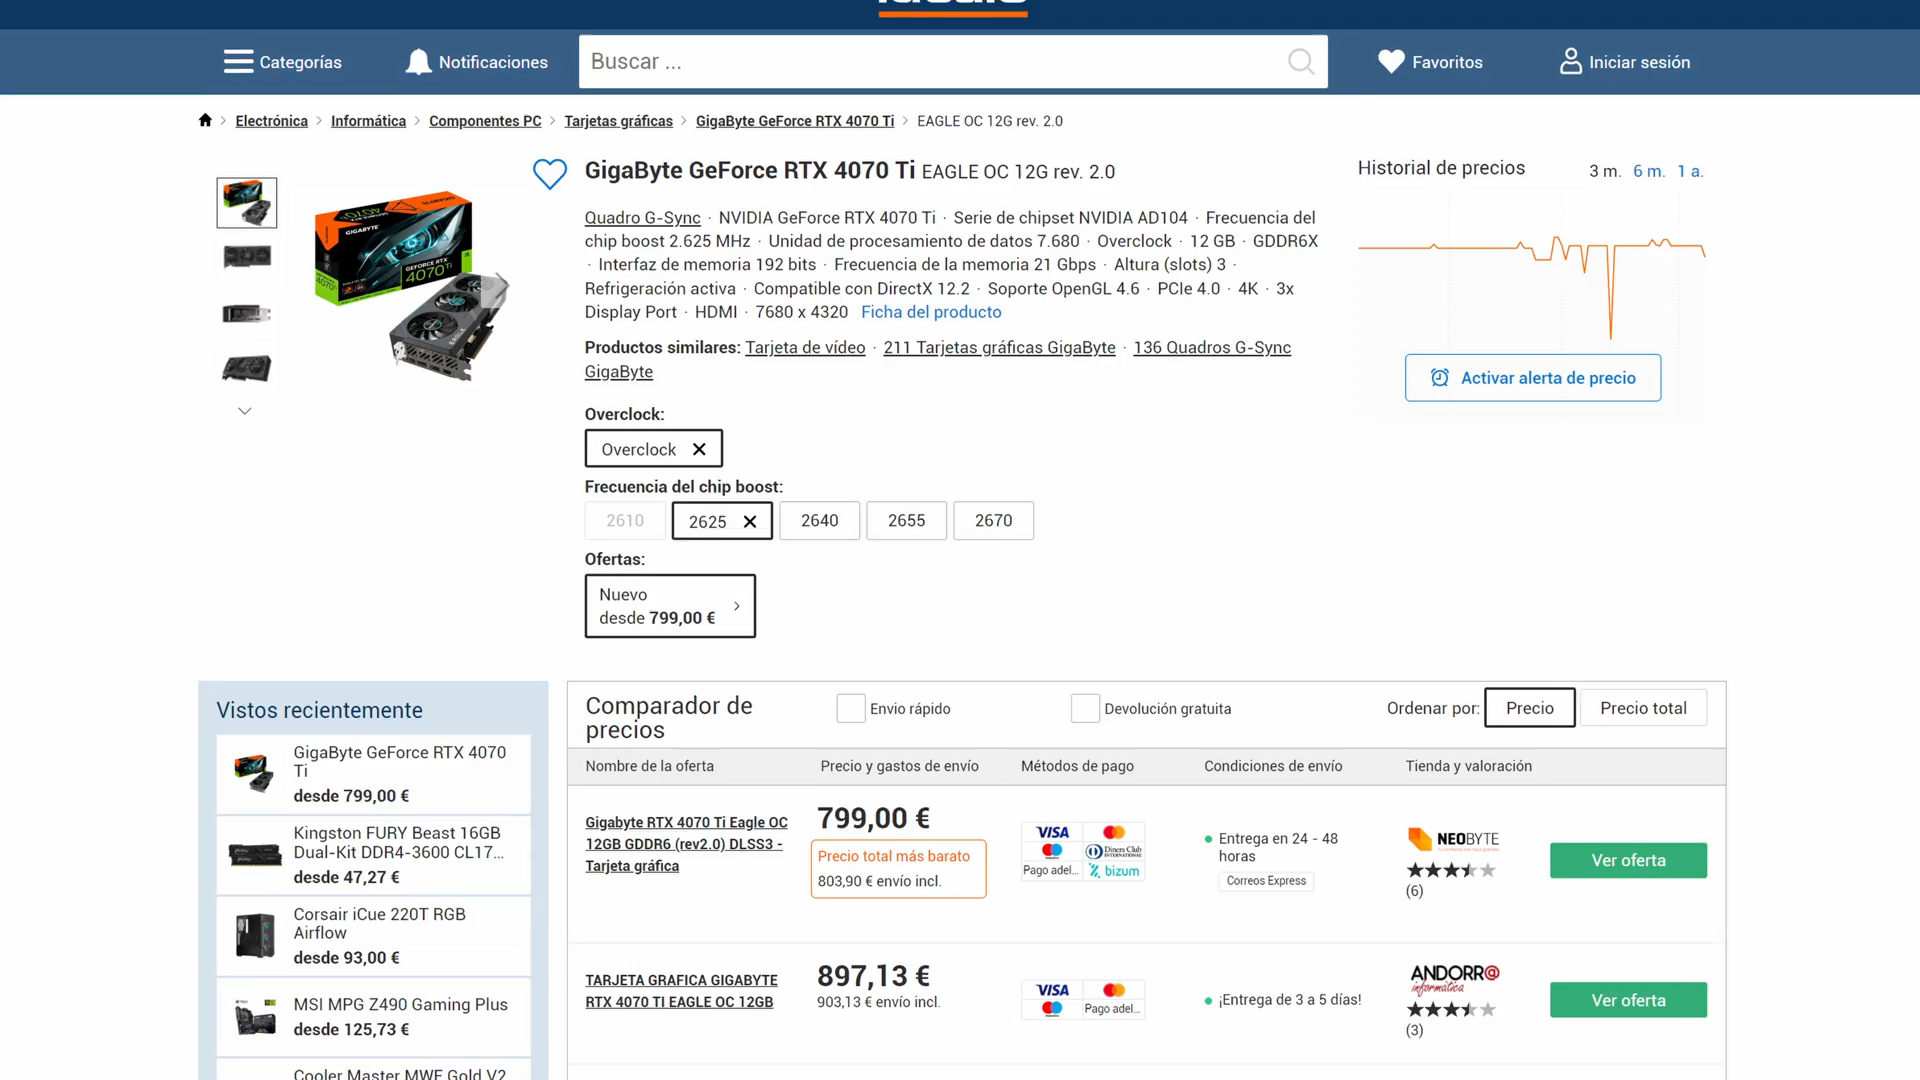 Categorías
Notificaciones
Buscar ...
Favoritos
Iniciar sesión
Electrónica > Informática > Componentes PC > Tarjetas gráficas > GigaByte GeForce RTX 4070 Ti > EAGLE OC 12G rev. 2.0
GigaByte GeForce RTX 4070 Ti EAGLE OC 12G rev. 2.0
Quadro G-Sync · NVIDIA GeForce RTX 4070 Ti · Serie de chipset NVIDIA AD104 · Frecuencia del
chip boost 2.625 MHz · Unidad de procesamiento de datos 7.680 · Overclock · 12 GB · GDDR6X
· Interfaz de memoria 192 bits · Frecuencia de la memoria 21 Gbps · Altura (slots) 3 ·
Refrigeración activa · Compatible con DirectX 12.2 · Soporte OpenGL 4.6 · PCIe 4.0 · 4K · 3x
Display Port · HDMI · 7680 x 4320 Ficha del producto
Productos similares: Tarjeta de vídeo · 211 Tarjetas gráficas GigaByte · 136 Quadros G-Sync
GigaByte
Overclock:
Overclock
Frecuencia del chip boost:
2610 2625 2640 2655 2670
Ofertas:
Nuevo
desde 799,00 €
Historial de precios
3 m. 6 m. 1 a.
Activar alerta de precio
GIGABYTE
GEFORCE RTX
4070 Ti
Vistos recientemente
GigaByte GeForce RTX 4070
Ti
desde 799,00 €
Kingston FURY Beast 16GB
Dual-Kit DDR4-3600 CL17...
desde 47,27 €
Corsair iCue 220T RGB
Airflow
desde 93,00 €
MSI MPG Z490 Gaming Plus
desde 125,73 €
Cooler Master MWE Gold V2
Comparador de
precios
Envio rápido
Devolución gratuita
Ordenar por: Precio Precio total
Nombre de la oferta
Precio y gastos de envío
Métodos de pago
Condiciones de envío
Tienda y valoración
Gigabyte RTX 4070 Ti Eagle OC
12GB GDDR6 (rev2.0) DLSS3 -
Tarjeta gráfica
799,00 €
Precio total más barato
803,90 € envío incl.
VISA
Diners Club
INTERNATIONAL
Pago adel...
bizum
Entrega en 24 - 48
horas
Correos Express
NEOBYTE
(6)
Ver oferta
TARJETA GRAFICA GIGABYTE
RTX 4070 TI EAGLE OC 12GB
897,13 €
903,13 € envío incl.
VISA
Pago adel...
¡Entrega de 3 a 5 días!
ANDORR@
informàtica
(3)
Ver oferta